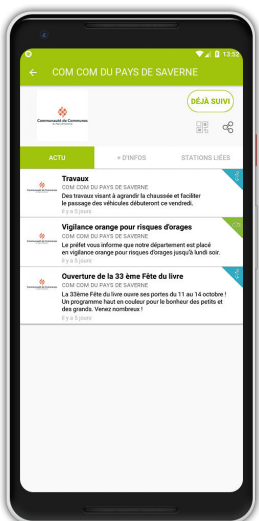 13:52
COM COM DU PAYS DE SAVERNE
Communauté de Communes
DÉJÀ SUIVI
ACTU
+ D'INFOS
STATIONS LIÉES
Travaux
COM COM DU PAYS DE SAVERNE
Des travaux visant à agrandir la chaussée et faciliter
le passage des véhicules débuteront ce vendredi.
Il y a 5 jours
Vigilance orange pour risques d'orages
COM COM DU PAYS DE SAVERNE
Le préfet vous informe que notre département est placé
en vigilance orange pour risques d'orages jusqu'à lundi soir.
Il y a 5 jours
Ouverture de la 33 ème Fête du livre
COM COM DU PAYS DE SAVERNE
La 33ème Fête du livre ouvre ses portes du 11 au 14 octobre !
Un programme haut en couleur pour le bonheur des petits et
des grands. Venez nombreux !
Il y a 5 jours